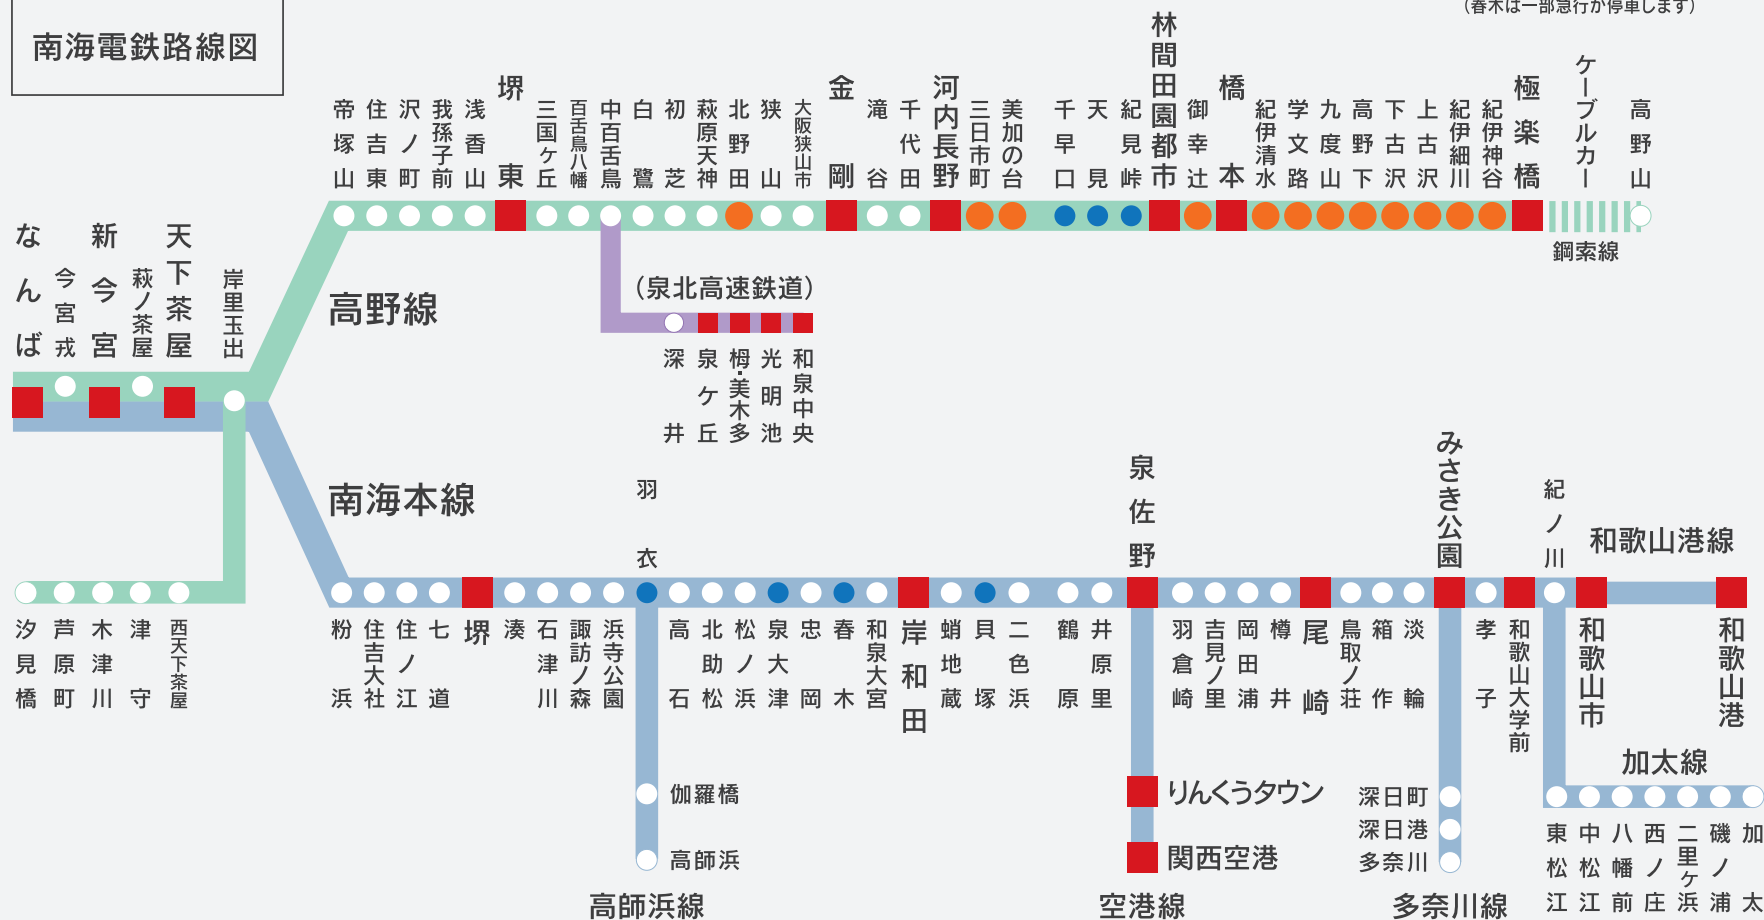 （春木は一部急行が停車します）
南海電鉄路線図
なんば
今宮戎
新今宮
萩ノ茶屋
天下茶屋
岸里玉出
帝塚山
住吉東
沢ノ町
我孫子前
浅香山
堺東
三国ヶ丘
百舌鳥八幡
中百舌鳥
白鷺
初芝
萩原天神
北野田
狭山
大阪狭山市
金剛
滝谷
千代田
河内長野
三日市町
美加の台
千早口
天見
紀見峠
林間田園都市
御幸辻
橋本
紀伊清水
学文路
九度山
高野下
下古沢
上古沢
紀伊細川
紀伊神谷
極楽橋
ケーブルカー
高野山
鋼索線
高野線
（泉北高速鉄道）
深井
泉ケ丘
栂・美木多
光明池
和泉中央
南海本線
汐見橋
芦原町
木津川
津守
西天下茶屋
粉浜
住吉大社
住ノ江
七道
堺
湊
石津川
諏訪ノ森
浜寺公園
羽衣
高石
北助松
松ノ浜
泉大津
忠岡
春木
和泉大宮
岸和田
蛸地蔵
貝塚
二色浜
鶴原
井原里
泉佐野
羽倉崎
吉見ノ里
岡田浦
樽井
尾崎
鳥取ノ荘
箱作
淡輪
みさき公園
孝子
和歌山大学前
紀ノ川
和歌山市
和歌山港線
和歌山港
伽羅橋
高師浜
高師浜線
りんくうタウン
関西空港
空港線
深日町
深日港
多奈川
多奈川線
加太線
東松江
中松江
八幡前
西ノ庄
二里ヶ浜
磯ノ浦
加太